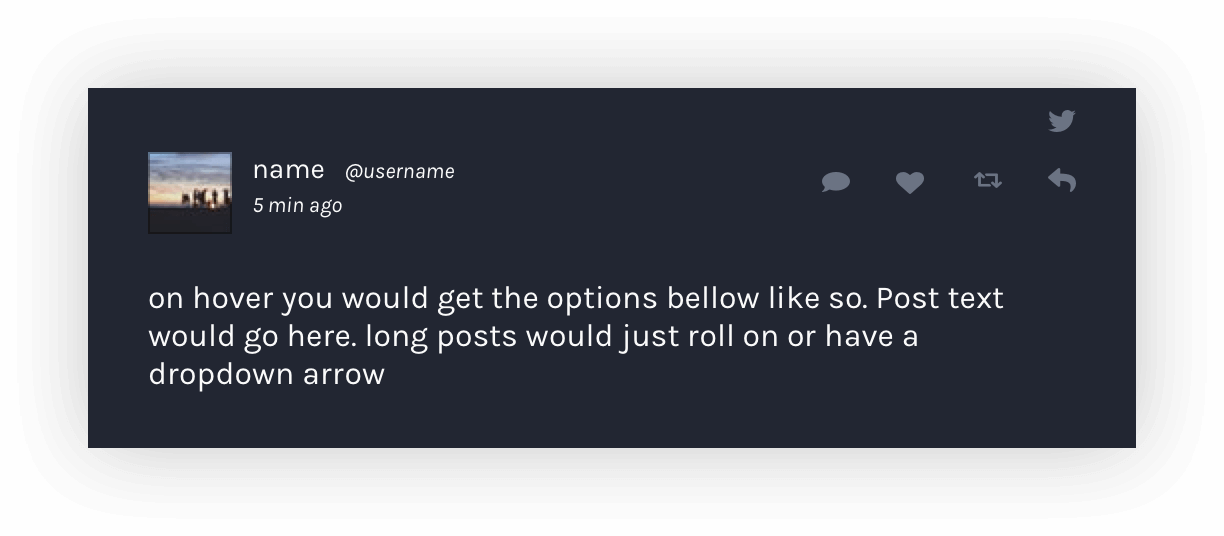 name @username
5 min ago
on hover you would get the options bellow like so. Post text
would go here. long posts would just roll on or have a
dropdown arrow